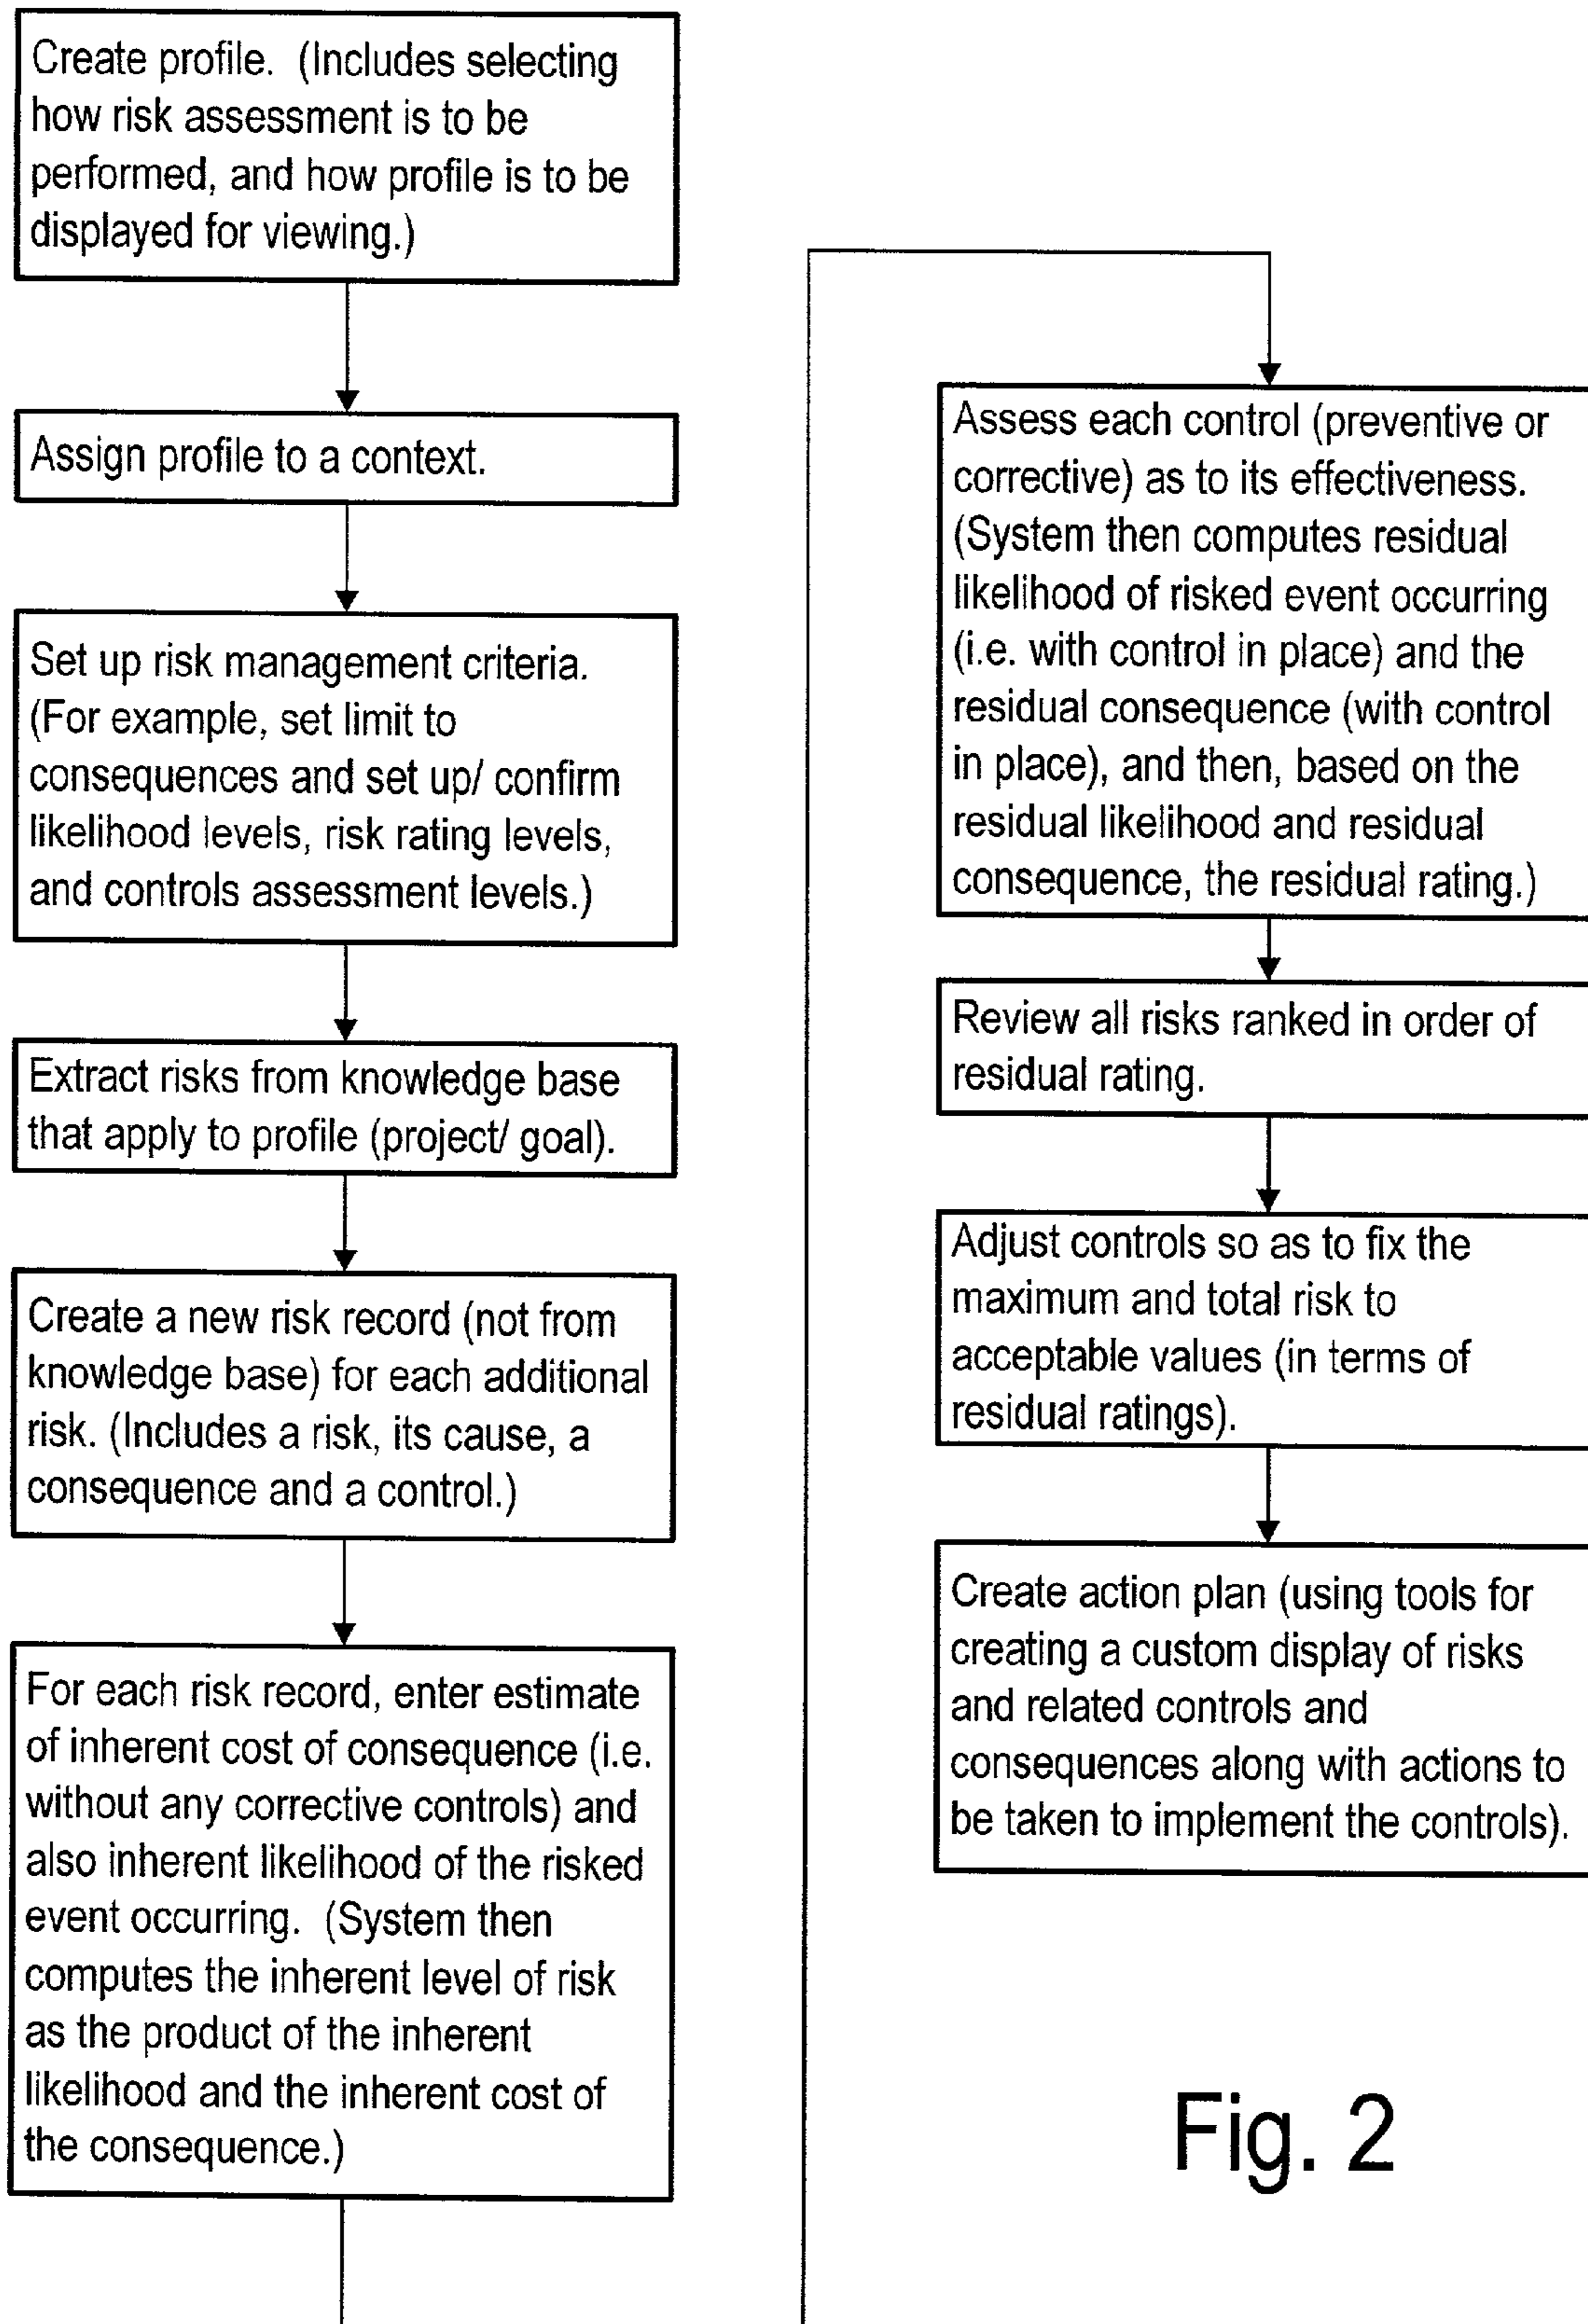 Create profile. (Includes selecting
how risk assessment is to be
performed, and how profile is to be
displayed for viewing.)
Assign profile to a context.
Set up risk management criteria.
(For example, set limit to
consequences and set up/ confirm
likelihood levels, risk rating levels,
and controls assessment levels.)
Extract risks from knowledge base
that apply to profile (project/ goal).
Create a new risk record (not from
knowledge base) for each additional
risk. (Includes a risk, its cause, a
consequence and a control.)
For each risk record, enter estimate
of inherent cost of consequence (i.e.
without any corrective controls) and
also inherent likelihood of the risked
event occurring. (System then
computes the inherent level of risk
as the product of the inherent
likelihood and the inherent cost of
the consequence.)
Assess each control (preventive or
corrective) as to its effectiveness.
(System then computes residual
likelihood of risked event occurring
(i.e. with control in place) and the
residual consequence (with control
in place), and then, based on the
residual likelihood and residual
consequence, the residual rating.)
Review all risks ranked in order of
residual rating.
Adjust controls so as to fix the
maximum and total risk to
acceptable values (in terms of
residual ratings).
Create action plan (using tools for
creating a custom display of risks
and related controls and
consequences along with actions to
be taken to implement the controls).
Fig. 2